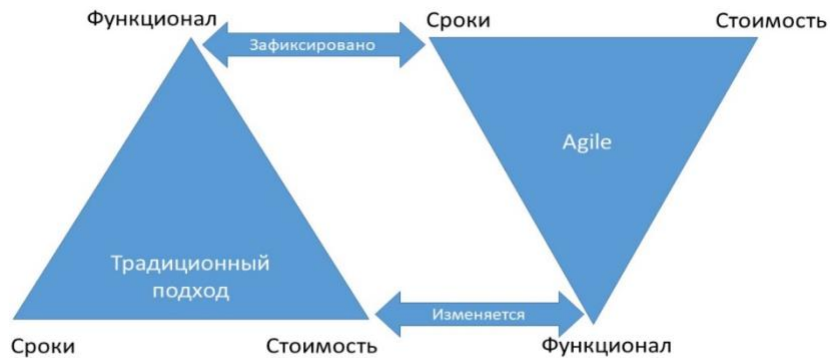 Функционал
Сроки
Стоимость
Зафиксировано
Agile
Традиционный
подход
Изменяется
Сроки
Стоимость
Функционал